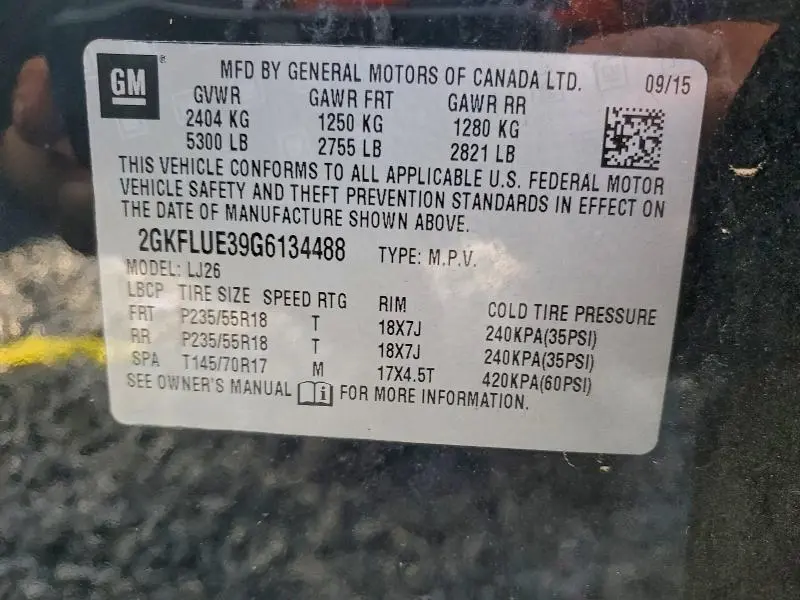 GM
MFD BY GENERAL MOTORS OF CANADA LTD. 09/15
GVWR GAWR FRT GAWR RR
2404 KG 1250 KG 1280 KG
5300 LB 2755 LB 2821 LB
THIS VEHICLE CONFORMS TO ALL APPLICABLE U.S. FEDERAL MOTOR
VEHICLE SAFETY AND THEFT PREVENTION STANDARDS IN EFFECT ON
THE DATE OF MANUFACTURE SHOWN ABOVE.
2GKFLUE39G6134488 TYPE: M.P.V.
MODEL: LJ26
LBCP TIRE SIZE SPEED RTG RIM COLD TIRE PRESSURE
FRT P235/55R18 T 18X7J 240KPA(35PSI)
RR P235/55R18 T 18X7J 240KPA(35PSI)
SPA T145/70R17 M 17X4.5T 420KPA(60PSI)
SEE OWNER'S MANUAL FOR MORE INFORMATION.